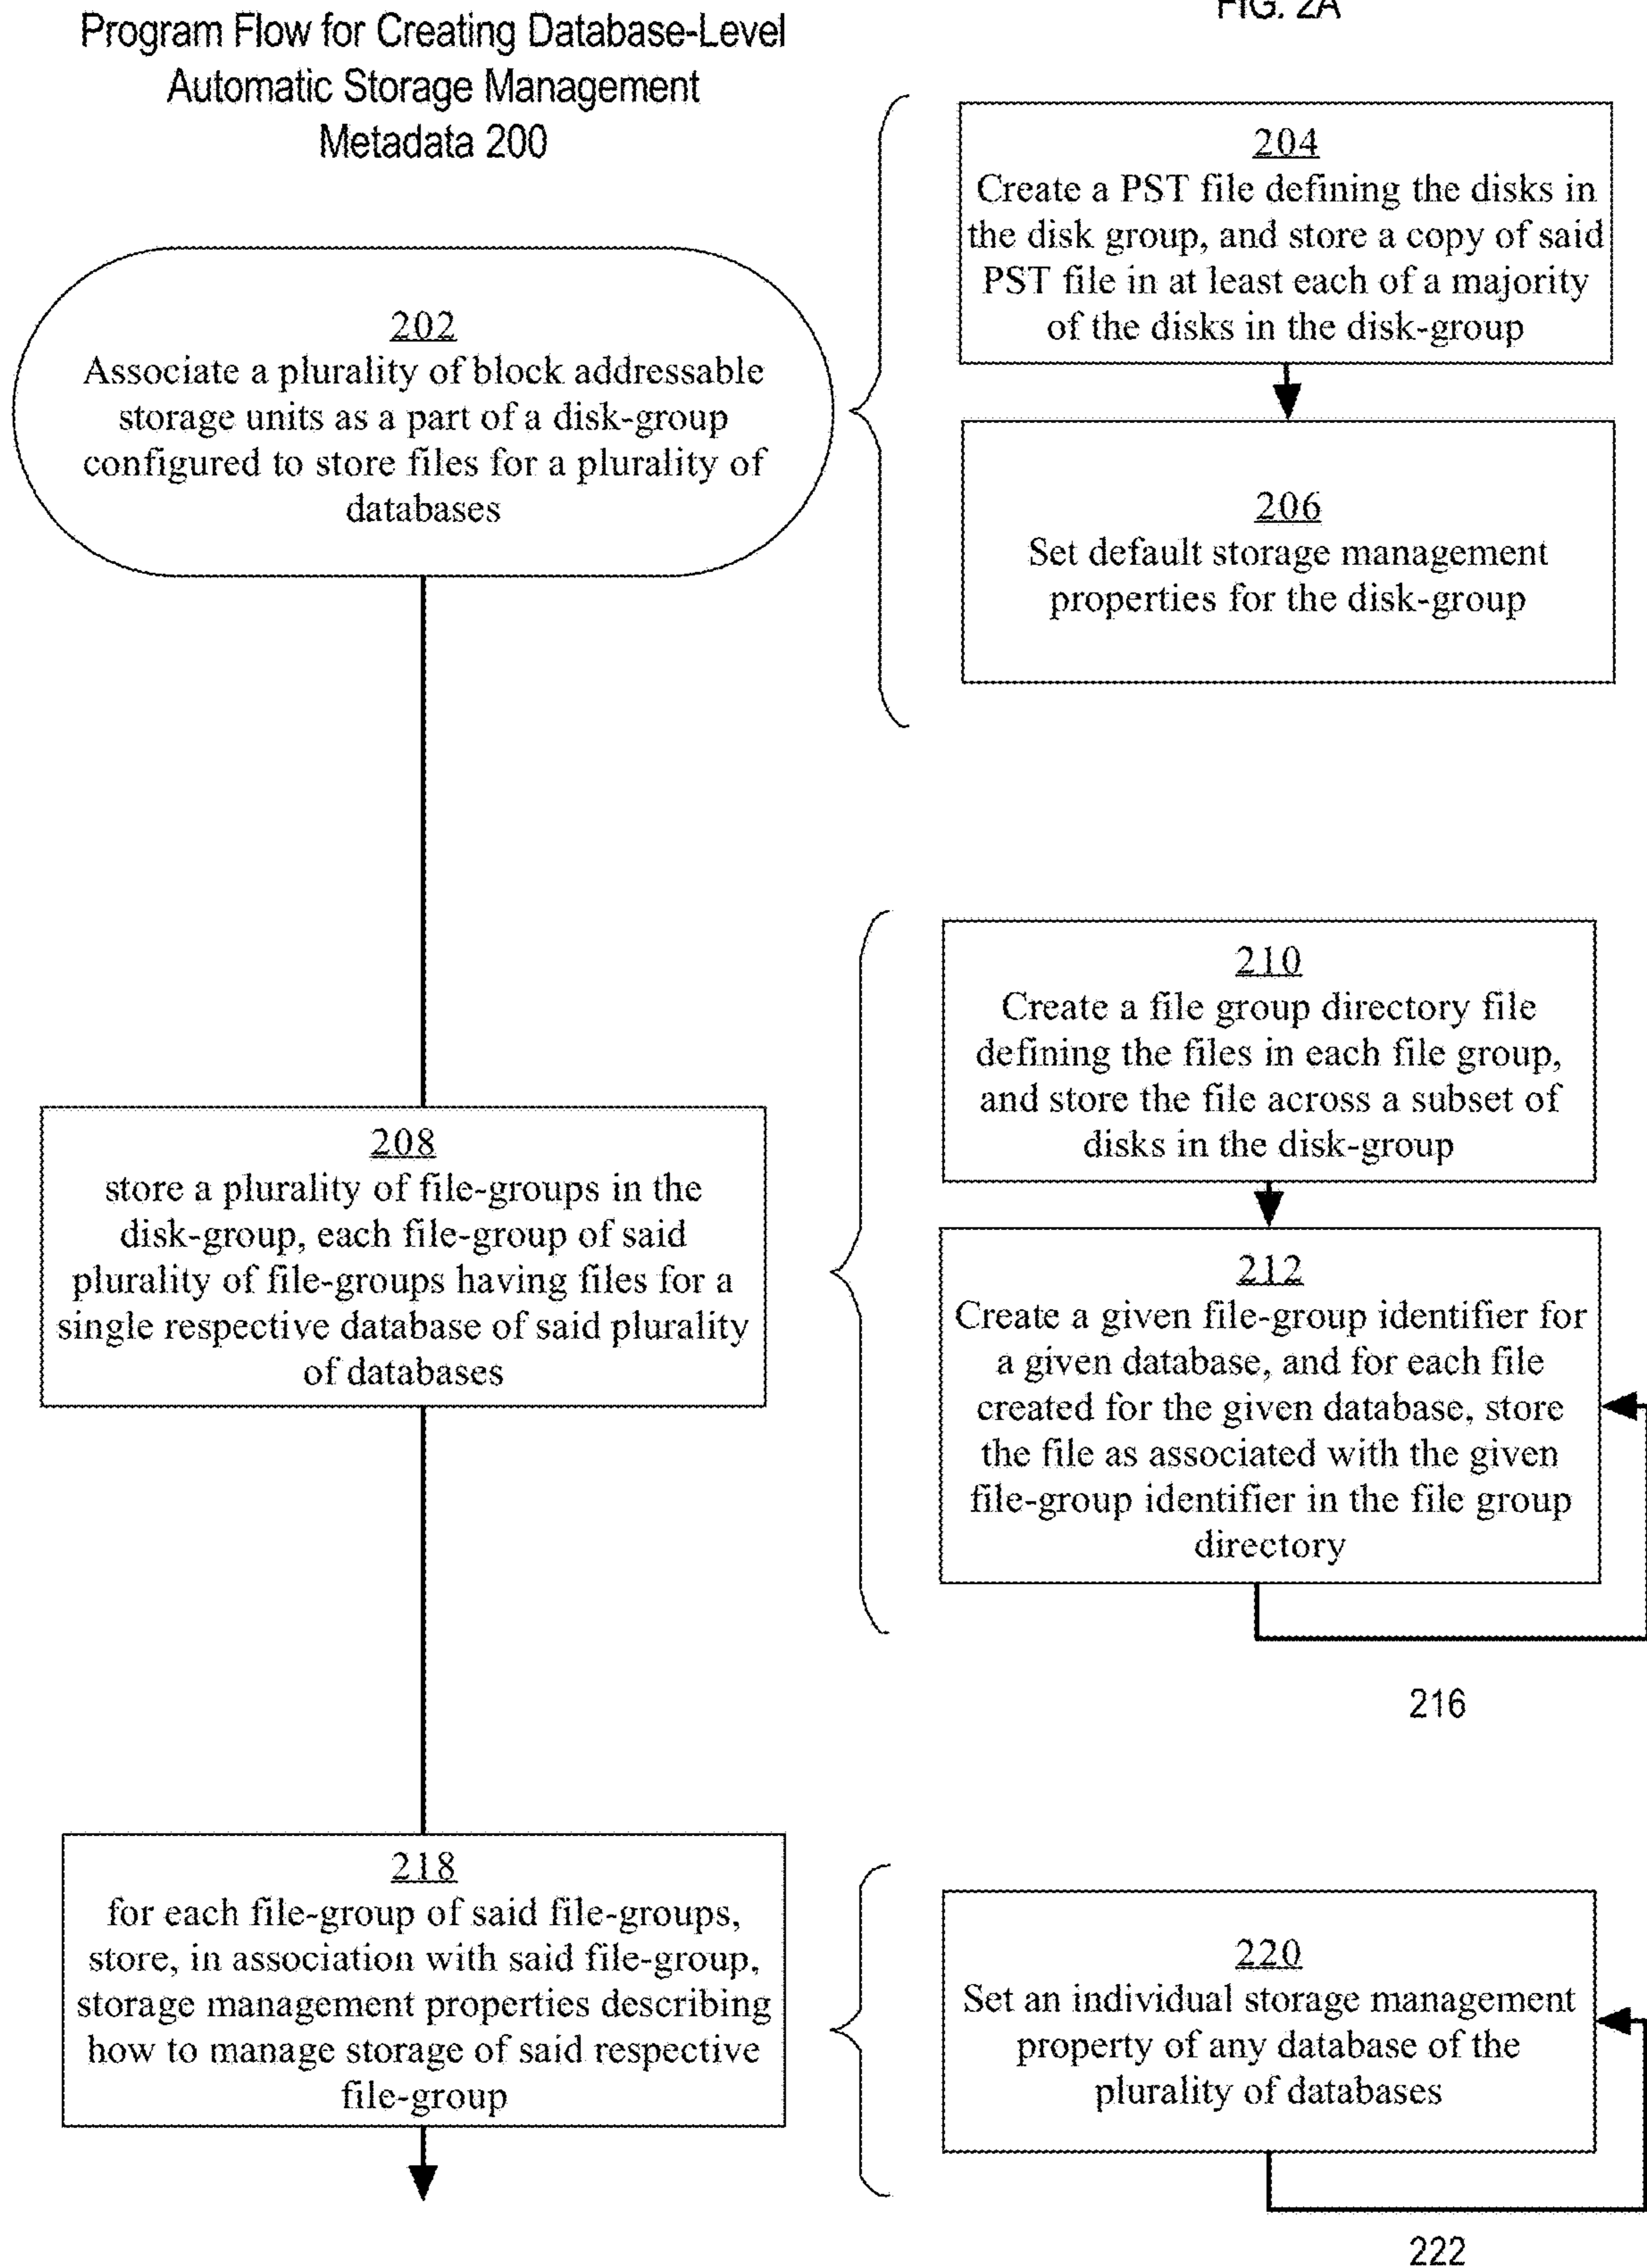 FIG. 2A
Program Flow for Creating Database-Level
Automatic Storage Management
Metadata 200
202
Associate a plurality of block addressable
storage units as a part of a disk-group
configured to store files for a plurality of
databases
204
Create a PST file defining the disks in
the disk group, and store a copy of said
PST file in at least each of a majority
of the disks in the disk-group
206
Set default storage management
properties for the disk-group
208
store a plurality of file-groups in the
disk-group, each file-group of said
plurality of file-groups having files for a
single respective database of said plurality
of databases
210
Create a file group directory file
defining the files in each file group,
and store the file across a subset of
disks in the disk-group
212
Create a given file-group identifier for
a given database, and for each file
created for the given database, store
the file as associated with the given
file-group identifier in the file group
directory
216
218
for each file-group of said file-groups,
store, in association with said file-group,
storage management properties describing
how to manage storage of said respective
file-group
220
Set an individual storage management
property of any database of the
plurality of databases
222